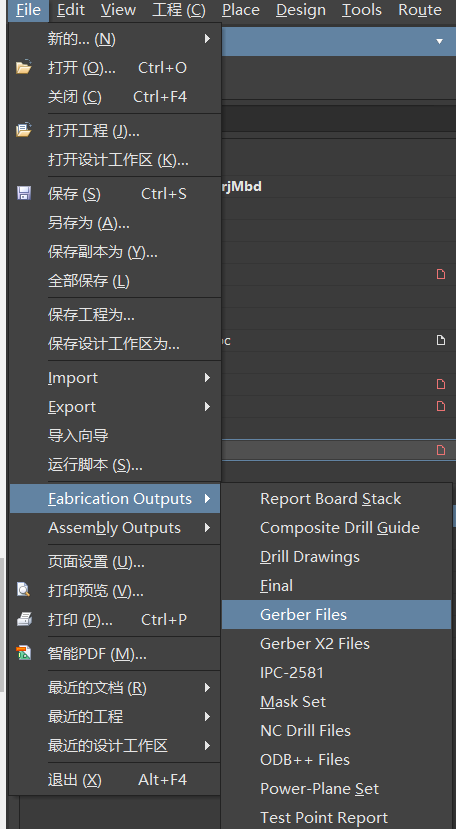 File Edit View 工程 (C) Place Design Tools Route
新的... (N)
打开 (O)... Ctrl+O
关闭 (C) Ctrl+F4
打开工程 (J)...
打开设计工作区 (K)...
保存 (S) Ctrl+S
rjMbd
另存为 (A)...
保存副本为 (Y)...
全部保存 (L)
保存工程为...
保存设计工作区为...
Import
Export
导入向导
运行脚本 (S)...
Fabrication Outputs
Assembly Outputs
页面设置 (U)...
打印预览 (V)...
打印 (P)... Ctrl+P
智能PDF (M)...
最近的文档 (R)
最近的工程
最近的设计工作区
退出 (X) Alt+F4
Report Board Stack
Composite Drill Guide
Drill Drawings
Final
Gerber Files
Gerber X2 Files
IPC-2581
Mask Set
NC Drill Files
ODB++ Files
Power-Plane Set
Test Point Report